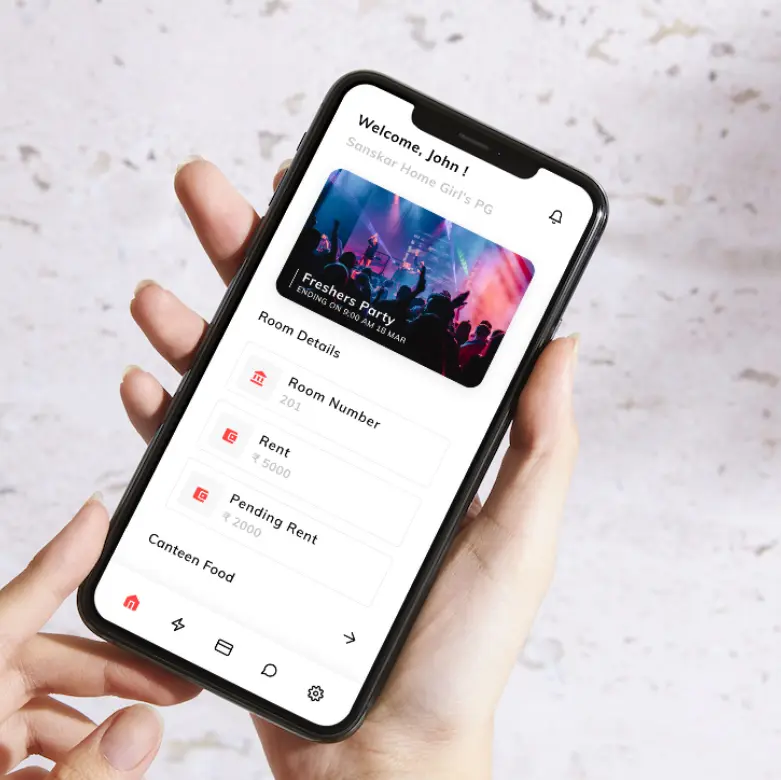 Welcome, John !
Sanskar Home Girl's PG
Freshers Party
ENDING ON 9:00 AM 18 MAR
Room Details
Room Number
201
Rent
₹ 5000
Pending Rent
₹ 2000
Canteen Food